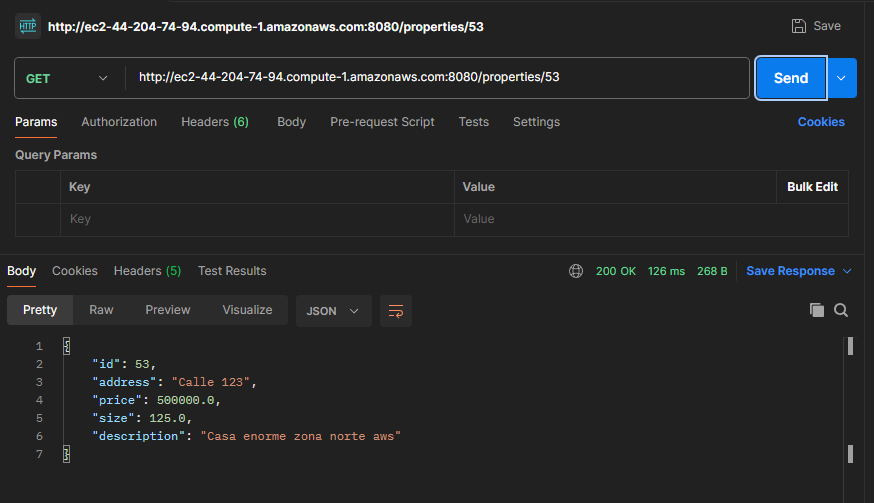 HTTP http://ec2-44-204-74-94.compute-1.amazonaws.com:8080/properties/53 Save
GET http://ec2-44-204-74-94.compute-1.amazonaws.com:8080/properties/53 Send
Params Authorization Headers (6) Body Pre-request Script Tests Settings Cookies
Query Params
Key Value Bulk Edit
Key Value
Body Cookies Headers (5) Test Results 200 OK 126 ms 268 B Save Response
Pretty Raw Preview Visualize JSON
1 {
2 "id": 53,
3 "address": "Calle 123",
4 "price": 500000.0,
5 "size": 125.0,
6 "description": "Casa enorme zona norte aws"
7 }